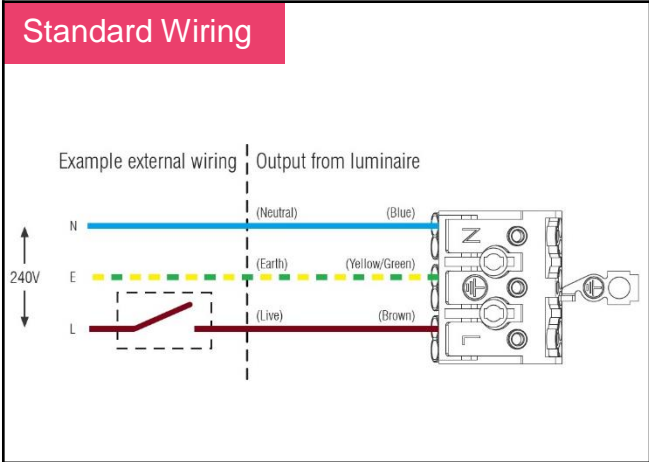 Standard Wiring
Example external wiring Output from luminaire
N (Neutral) (Blue) N
240V E (Earth) (Yellow/Green)
L (Live) (Brown) L